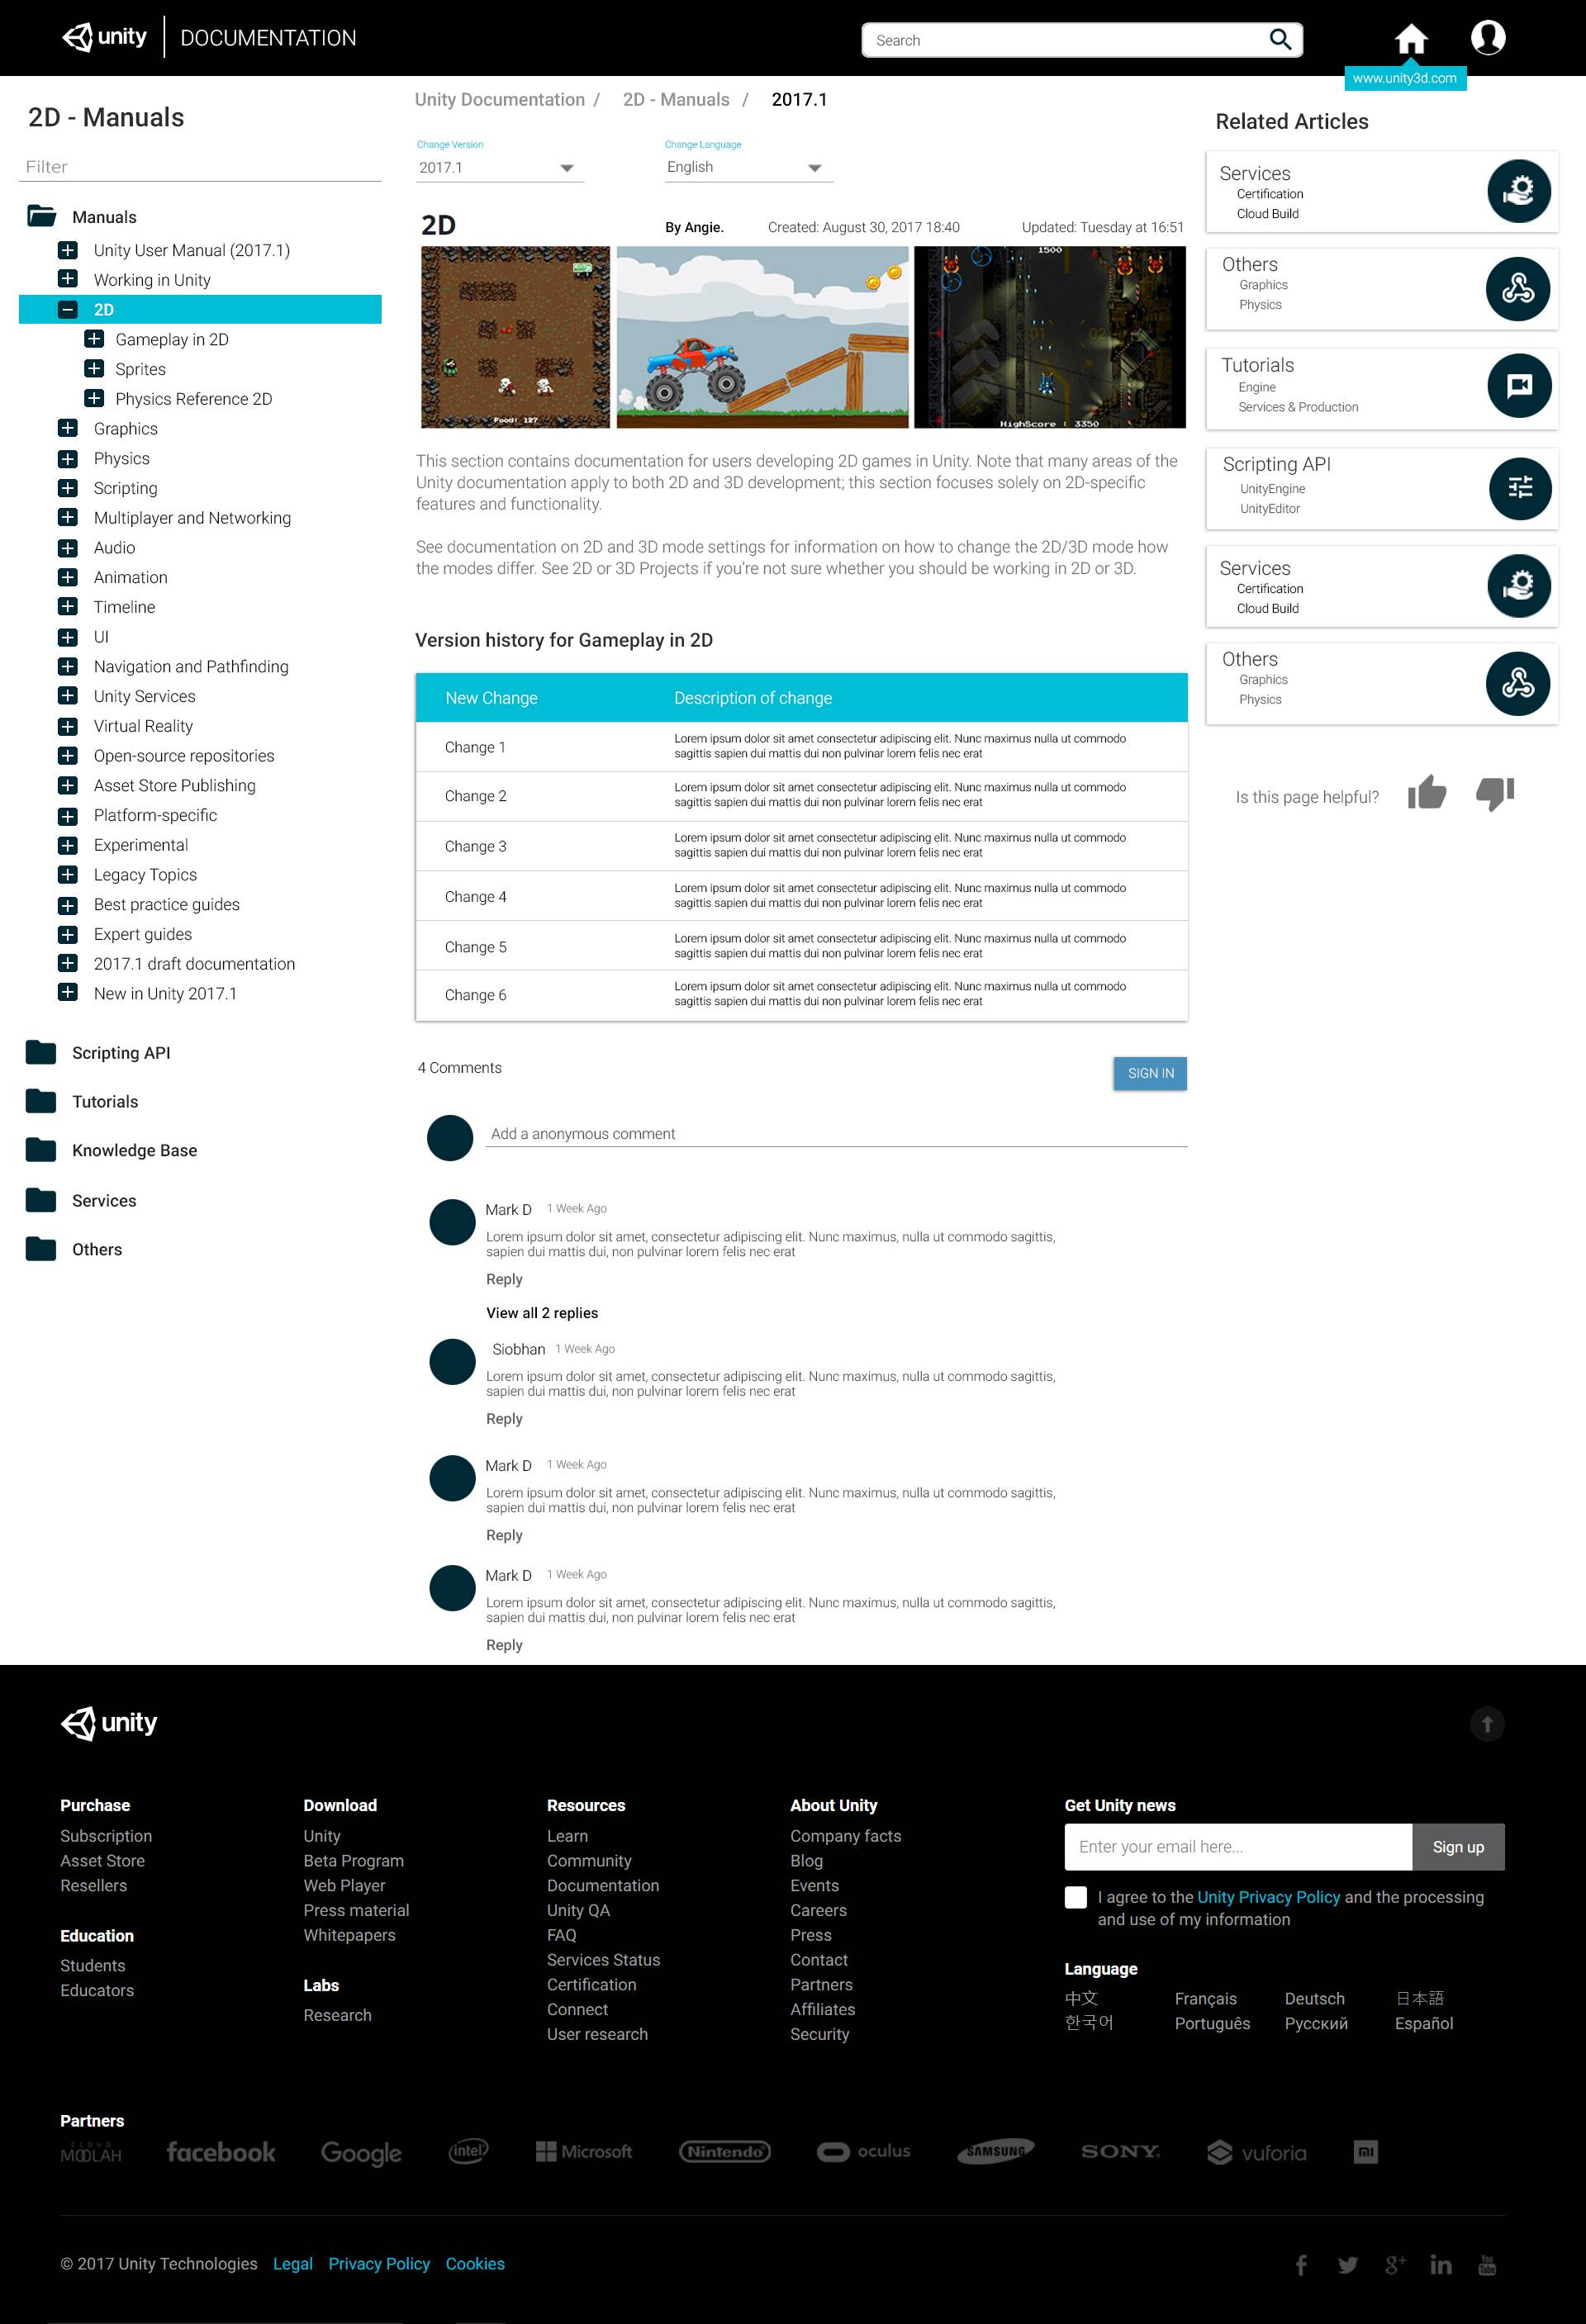 unity
DOCUMENTATION
Search
www.unity3d.com
2D - Manuals
Filter
Manuals
Unity User Manual (2017.1)
Working in Unity
2D
Gameplay in 2D
Sprites
Physics Reference 2D
Graphics
Physics
Scripting
Multiplayer and Networking
Audio
Animation
Timeline
UI
Navigation and Pathfinding
Unity Services
Virtual Reality
Open-source repositories
Asset Store Publishing
Platform-specific
Experimental
Legacy Topics
Best practice guides
Expert guides
2017.1 draft documentation
New in Unity 2017.1
Scripting API
Tutorials
Knowledge Base
Services
Others
Unity Documentation / 2D - Manuals / 2017.1
Change Version
2017.1
Change Language
English
2D
By Angie.
Created: August 30, 2017 18:40
Updated: Tuesday at 16:51
Food: 127
1500
01
02
HighScore : 3350
This section contains documentation for users developing 2D games in Unity. Note that many areas of the
Unity documentation apply to both 2D and 3D development; this section focuses solely on 2D-specific
features and functionality.
See documentation on 2D and 3D mode settings for information on how to change the 2D/3D mode how
the modes differ. See 2D or 3D Projects if you're not sure whether you should be working in 2D or 3D.
Version history for Gameplay in 2D
New Change
Description of change
Change 1
Lorem ipsum dolor sit amet consectetur adipiscing elit. Nunc maximus nulla ut commodo
sagittis sapien dui mattis dui non pulvinar lorem felis nec erat
Change 2
Lorem ipsum dolor sit amet consectetur adipiscing elit. Nunc maximus nulla ut commodo
sagittis sapien dui mattis dui non pulvinar lorem felis nec erat
Change 3
Lorem ipsum dolor sit amet consectetur adipiscing elit. Nunc maximus nulla ut commodo
sagittis sapien dui mattis dui non pulvinar lorem felis nec erat
Change 4
Lorem ipsum dolor sit amet consectetur adipiscing elit. Nunc maximus nulla ut commodo
sagittis sapien dui mattis dui non pulvinar lorem felis nec erat
Change 5
Lorem ipsum dolor sit amet consectetur adipiscing elit. Nunc maximus nulla ut commodo
sagittis sapien dui mattis dui non pulvinar lorem felis nec erat
Change 6
Lorem ipsum dolor sit amet consectetur adipiscing elit. Nunc maximus nulla ut commodo
sagittis sapien dui mattis dui non pulvinar lorem felis nec erat
4 Comments
SIGN IN
Add a anonymous comment
Mark D 1 Week Ago
Lorem ipsum dolor sit amet, consectetur adipiscing elit. Nunc maximus, nulla ut commodo sagittis,
sapien dui mattis dui, non pulvinar lorem felis nec erat
Reply
View all 2 replies
Siobhan 1 Week Ago
Lorem ipsum dolor sit amet, consectetur adipiscing elit. Nunc maximus, nulla ut commodo sagittis,
sapien dui mattis dui, non pulvinar lorem felis nec erat
Reply
Mark D 1 Week Ago
Lorem ipsum dolor sit amet, consectetur adipiscing elit. Nunc maximus, nulla ut commodo sagittis,
sapien dui mattis dui, non pulvinar lorem felis nec erat
Reply
Mark D 1 Week Ago
Lorem ipsum dolor sit amet, consectetur adipiscing elit. Nunc maximus, nulla ut commodo sagittis,
sapien dui mattis dui, non pulvinar lorem felis nec erat
Reply
Related Articles
Services
Certification
Cloud Build
Others
Graphics
Physics
Tutorials
Engine
Services & Production
Scripting API
UnityEngine
UnityEditor
Services
Certification
Cloud Build
Others
Graphics
Physics
Is this page helpful?
unity
Purchase
Subscription
Asset Store
Resellers
Education
Students
Educators
Download
Unity
Beta Program
Web Player
Press material
Whitepapers
Labs
Research
Resources
Learn
Community
Documentation
Unity QA
FAQ
Services Status
Certification
Connect
User research
About Unity
Company facts
Blog
Events
Careers
Press
Contact
Partners
Affiliates
Security
Get Unity news
Enter your email here...
Sign up
I agree to the Unity Privacy Policy and the processing
and use of my information
Language
中文 Français Deutsch 日本語
한국어 Português Русский Español
Partners
CLOUD
MOOLAH
facebook
Google
intel
Microsoft
Nintendo
oculus
SAMSUNG
SONY
vuforia
mi
© 2017 Unity Technologies Legal Privacy Policy Cookies
f
g+
in
You
Tube